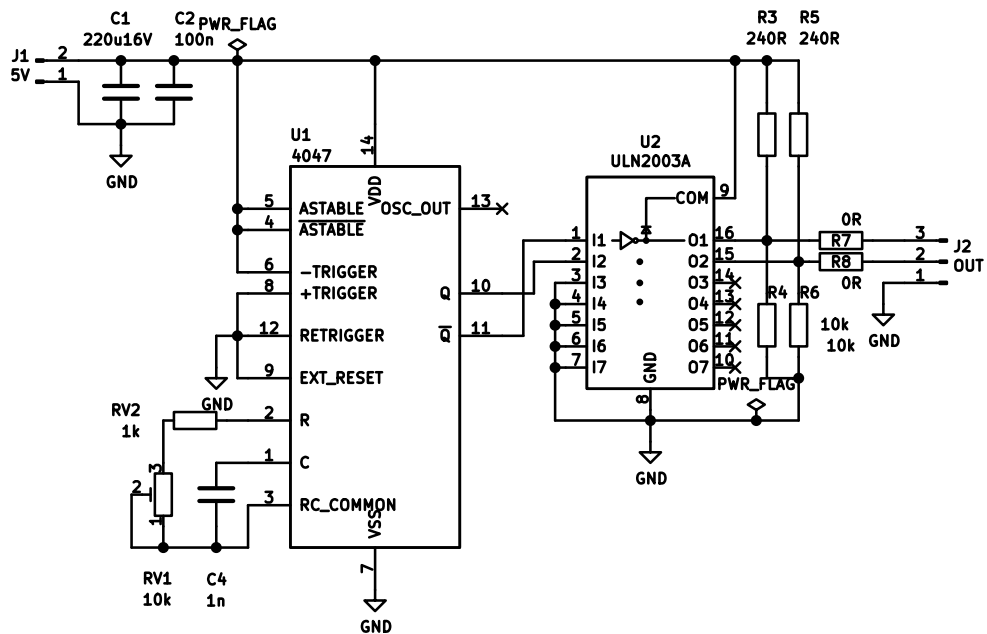 C1
220u16V
C2
100n
PWR_FLAG
R3
240R
R5
240R
J1
5V
2
1
GND
U1
4047
14
VDD
5
ASTABLE
OSC_OUT
13
4
ASTABLE
6
-TRIGGER
8
+TRIGGER
Q
10
12
RETRIGGER
Q
11
9
EXT_RESET
GND
2
R
1
C
3
RC_COMMON
VSS
7
GND
RV2
1k
3
2
1
RV1
10k
C4
1n
U2
ULN2003A
COM
9
1
I1
O1
16
2
I2
O2
15
3
I3
O3
14
4
I4
O4
13
5
I5
O5
12
6
I6
O6
11
7
I7
O7
10
GND
8
PWR_FLAG
GND
R4
R6
10k
10k
0R
R7
R8
0R
3
2
1
J2
OUT
GND